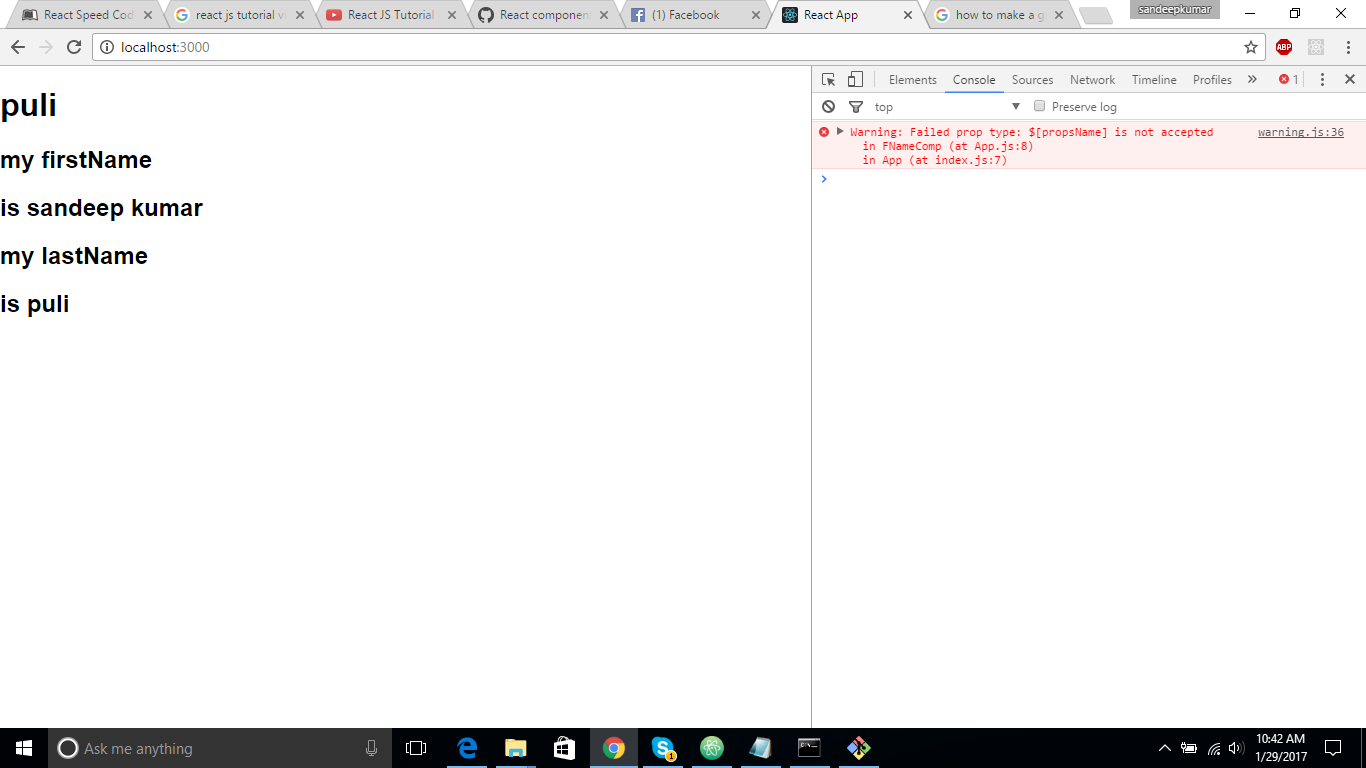 React Speed Cod
react js tutorial vi
React JS Tutorial
React componen
(1) Facebook
React App
how to make a g
sandeepkumar
localhost:3000
ABP
puli
my firstName
is sandeep kumar
my lastName
is puli
Elements Console Sources Network Timeline Profiles » 1
top Preserve log
Warning: Failed prop type: $[propsName] is not accepted warning.js:36
in FNameComp (at App.js:8)
in App (at index.js:7)
Ask me anything
1
10:42 AM
1/29/2017